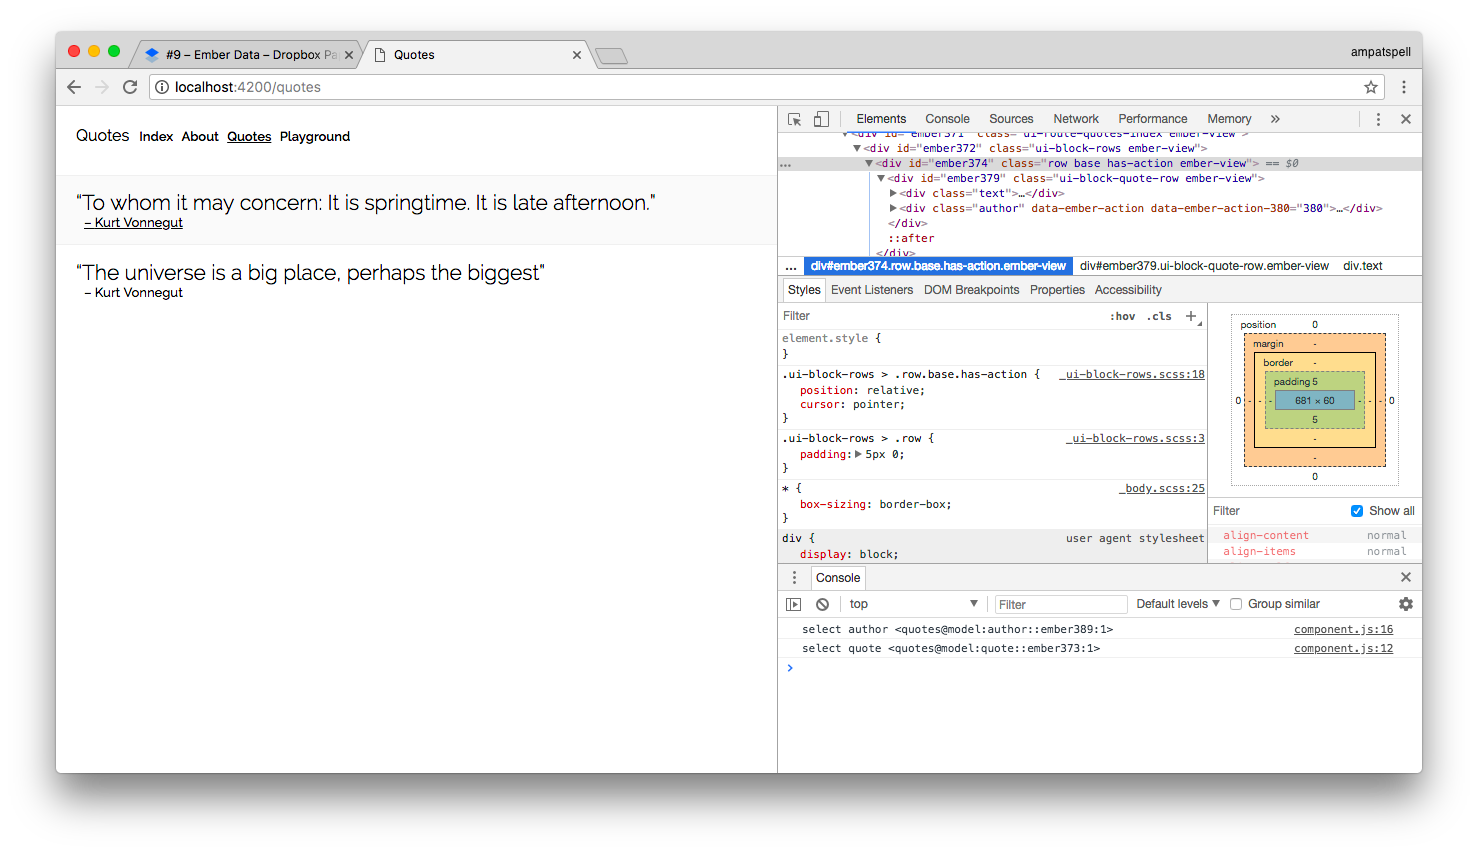 #9 – Ember Data – Dropbox Pa
Quotes
ampatspell
localhost:4200/quotes
Quotes Index About Quotes Playground
“To whom it may concern: It is springtime. It is late afternoon.”
– Kurt Vonnegut
“The universe is a big place, perhaps the biggest”
– Kurt Vonnegut
Elements Console Sources Network Performance Memory »
<div id="ember371" class="ui-route-quotes-index ember-view">
<div id="ember372" class="ui-block-rows ember-view">
... <div id="ember374" class="row base has-action ember-view"> == $0
<div id="ember379" class="ui-block-quote-row ember-view">
<div class="text">…</div>
<div class="author" data-ember-action data-ember-action-380="380">…</div>
</div>
::after
</div>
... div#ember374.row.base.has-action.ember-view div#ember379.ui-block-quote-row.ember-view div.text
Styles Event Listeners DOM Breakpoints Properties Accessibility
Filter :hov .cls +
element.style {
}
.ui-block-rows > .row.base.has-action { _ui-block-rows.scss:18
position: relative;
cursor: pointer;
}
.ui-block-rows > .row { _ui-block-rows.scss:3
padding: 5px 0;
}
* { _body.scss:25
box-sizing: border-box;
}
div { user agent stylesheet
display: block;
position 0
margin -
border -
padding 5
0 - - - 681 × 60 - - - 0
5
-
-
0
Filter Show all
align-content normal
align-items normal
Console
top Filter Default levels Group similar
select author <quotes@model:author::ember389:1> component.js:16
select quote <quotes@model:quote::ember373:1> component.js:12
>